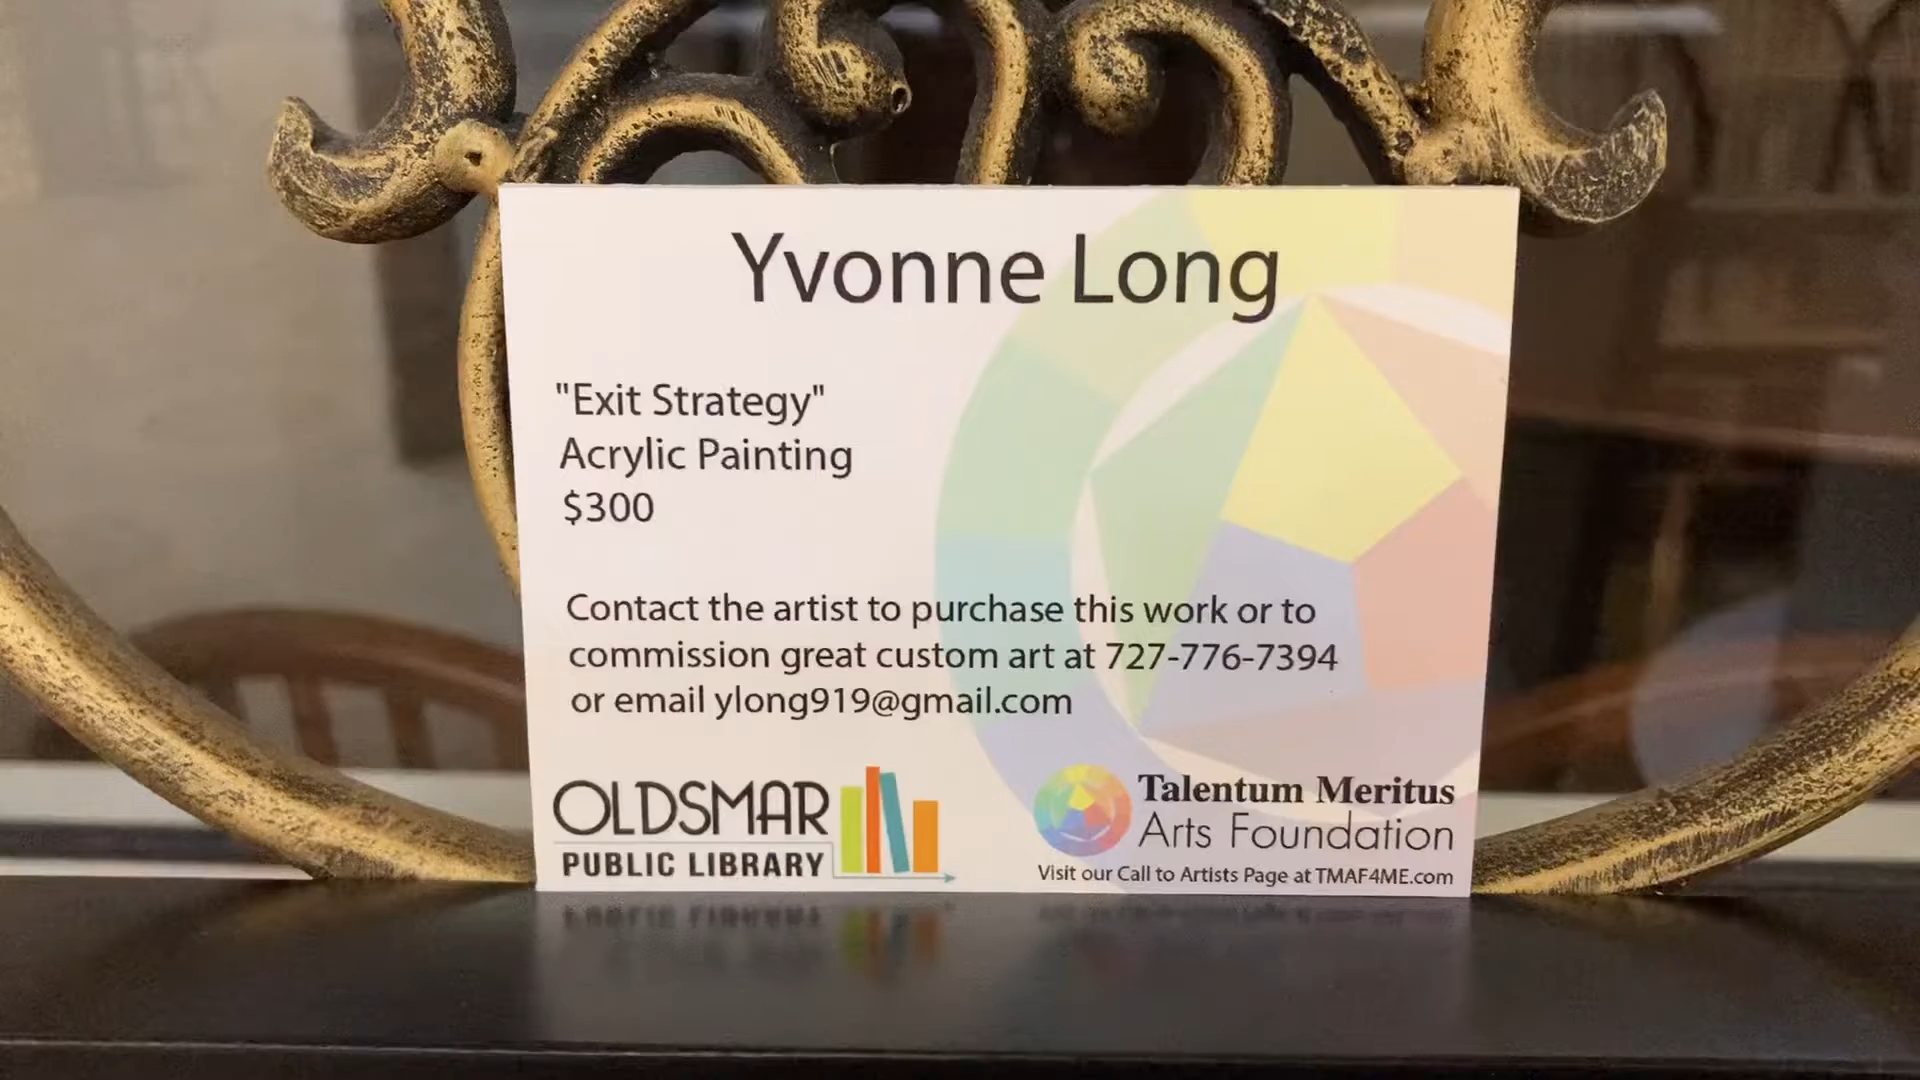 Yvonne Long
"Exit Strategy"
Acrylic Painting
$300
Contact the artist to purchase this work or to
commission great custom art at 727-776-7394
or email ylong919@gmail.com
OLDSMAR
PUBLIC LIBRARY
Talentum Meritus
Arts Foundation
Visit our Call to Artists Page at TMAF4ME.com